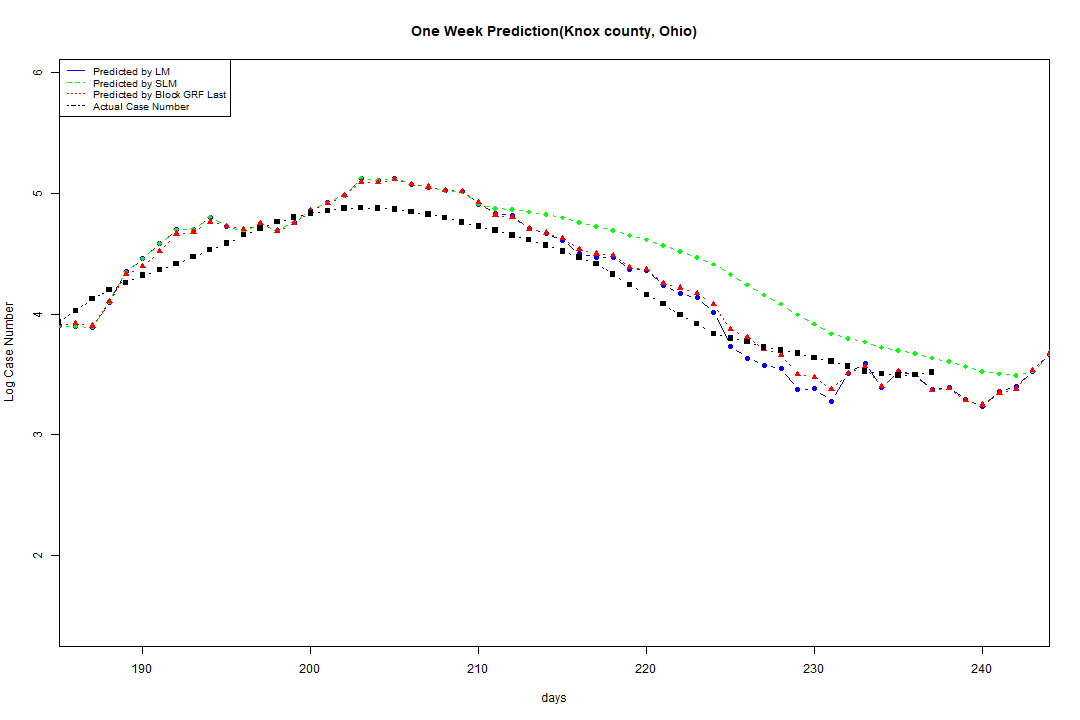 One Week Prediction(Knox county, Ohio)
Predicted by LM
Predicted by SLM
Predicted by Block GRF Last
Actual Case Number
6
5
4
3
2
Log Case Number
190 200 210 220 230 240
days